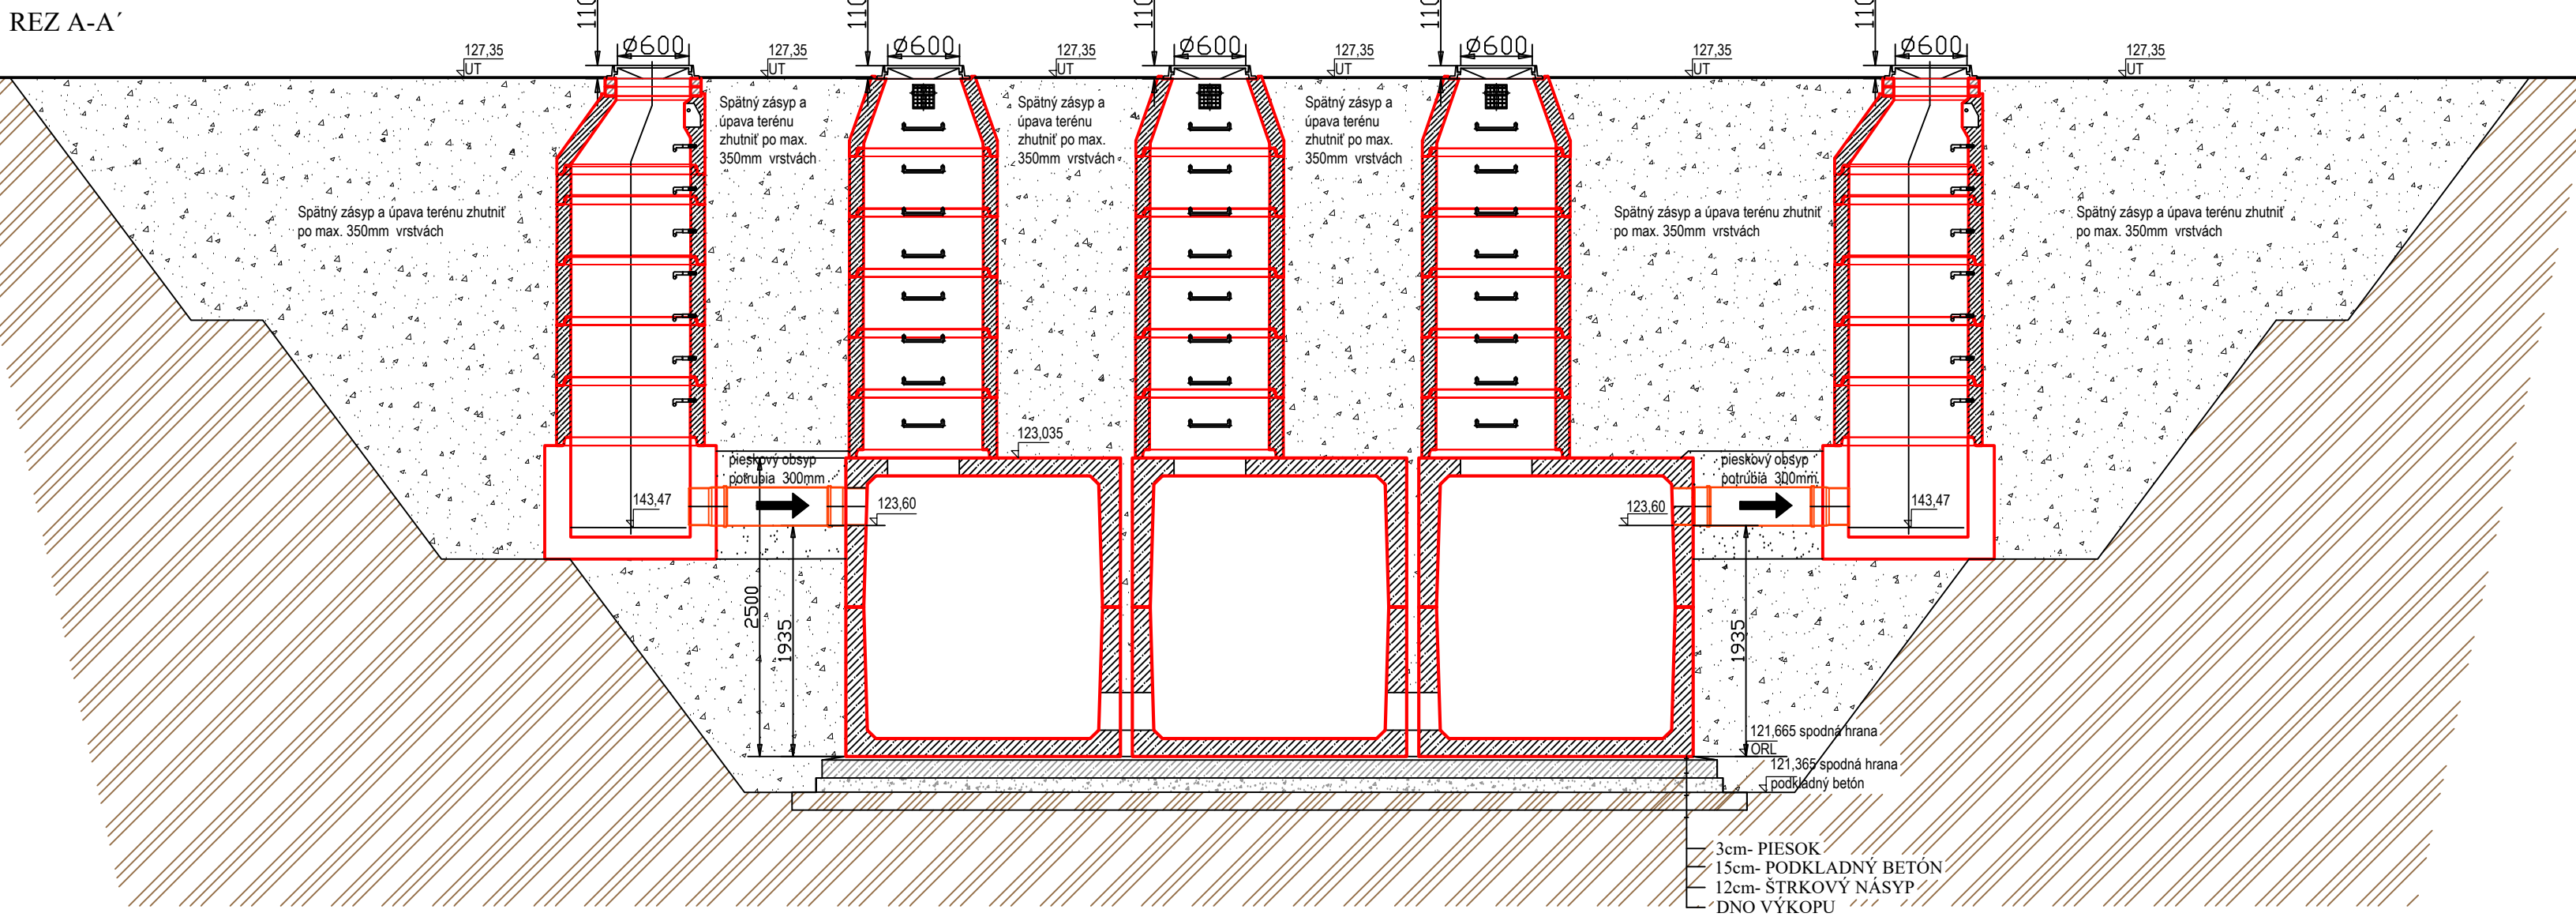 REZ A-A´
110
110
110
110
110
Ø600
Ø600
Ø600
Ø600
Ø600
127,35
UT
127,35
UT
127,35
UT
127,35
UT
127,35
UT
127,35
UT
Spätný zásyp a
úpava terénu
zhutniť po max.
350mm vrstvách
Spätný zásyp a
úpava terénu
zhutniť po max.
350mm vrstvách
Spätný zásyp a
úpava terénu
zhutniť po max.
350mm vrstvách
Spätný zásyp a úpava terénu zhutniť
po max. 350mm vrstvách
Spätný zásyp a úpava terénu zhutniť
po max. 350mm vrstvách
Spätný zásyp a úpava terénu zhutniť
po max. 350mm vrstvách
123,035
pieskový obsyp
potrubia 300mm
pieskový obsyp
potrubia 300mm
143,47
123,60
123,60
143,47
2500
1935
1935
121,665 spodná hrana
ORL
121,365 spodná hrana
podkladný betón
3cm- PIESOK
15cm- PODKLADNÝ BETÓN
12cm- ŠTRKOVÝ NÁSYP
DNO VÝKOPU